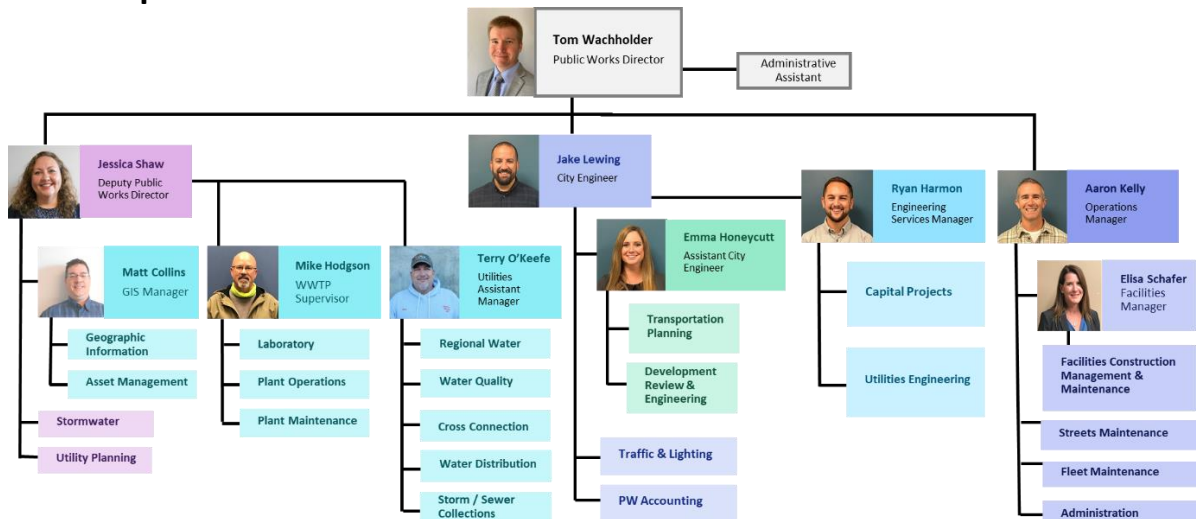 Tom Wachholder
Public Works Director
Administrative
Assistant
Jessica Shaw
Deputy Public
Works Director
Jake Lewing
City Engineer
Ryan Harmon
Engineering
Services Manager
Aaron Kelly
Operations
Manager
Matt Collins
GIS Manager
Mike Hodgson
WWTP
Supervisor
Terry O'Keefe
Utilities
Assistant
Manager
Emma Honeycutt
Assistant City
Engineer
Elisa Schafer
Facilities
Manager
Geographic
Information
Asset Management
Stormwater
Utility Planning
Laboratory
Plant Operations
Plant Maintenance
Regional Water
Water Quality
Cross Connection
Water Distribution
Storm / Sewer
Collections
Transportation
Planning
Development
Review &
Engineering
Traffic & Lighting
PW Accounting
Capital Projects
Utilities Engineering
Facilities Construction
Management &
Maintenance
Streets Maintenance
Fleet Maintenance
Administration